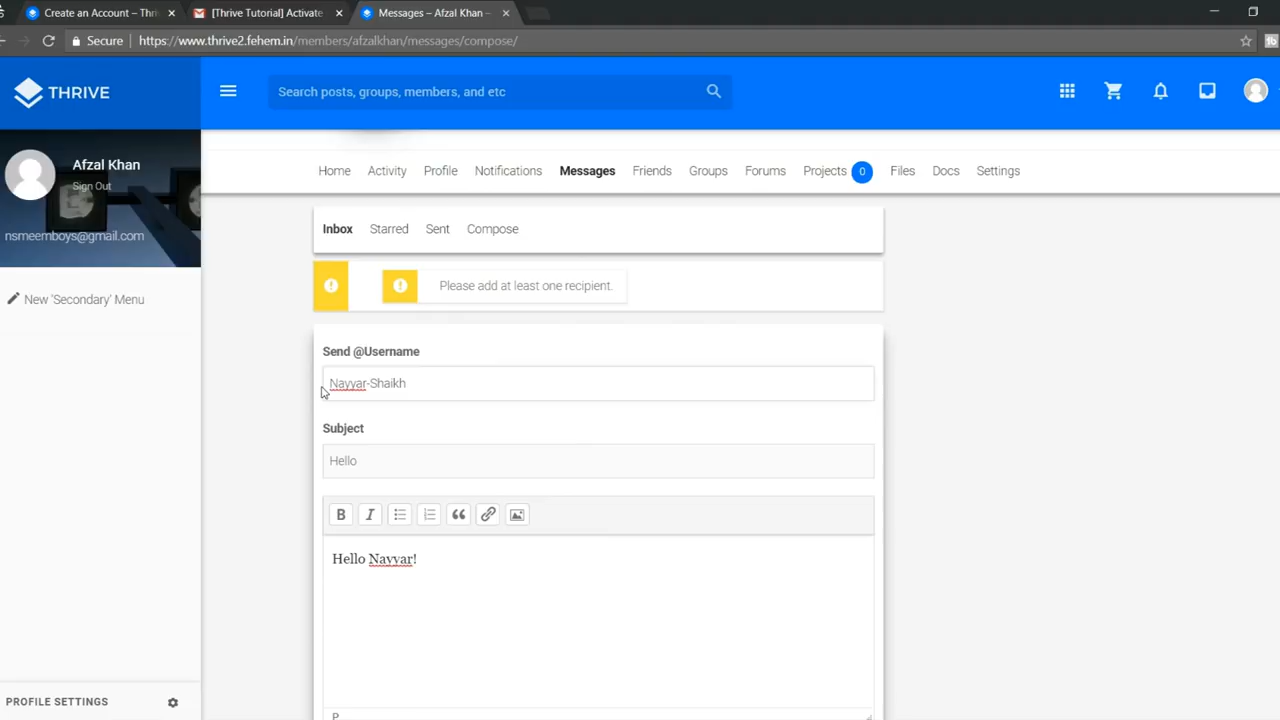 Create an Account – Thriv
[Thrive Tutorial] Activate
Messages – Afzal Khan –
Secure
https://www.thrive2.fehem.in/members/afzalkhan/messages/compose/
THRIVE
Search posts, groups, members, and etc
Afzal Khan
Sign Out
nsmeemboys@gmail.com
New 'Secondary' Menu
PROFILE SETTINGS
Home Activity Profile Notifications Messages Friends Groups Forums Projects 0 Files Docs Settings
Inbox Starred Sent Compose
Please add at least one recipient.
Send @Username
Nayyar-Shaikh
Subject
Hello
B I
Hello Nayyar!
P